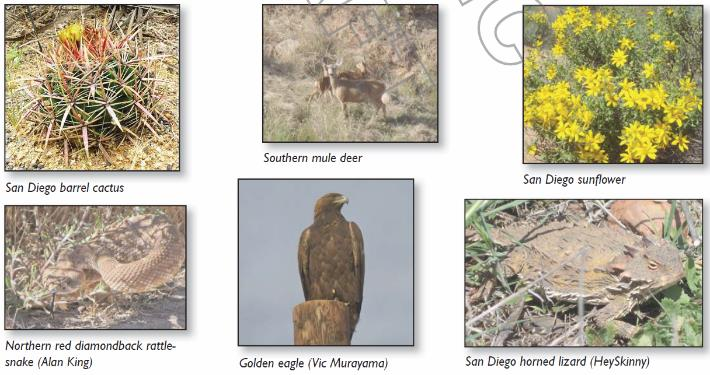 San Diego barrel cactus
Southern mule deer
San Diego sunflower
Northern red diamondback rattle-
snake (Alan King)
Golden eagle (Vic Murayama)
San Diego horned lizard (HeySkinny)